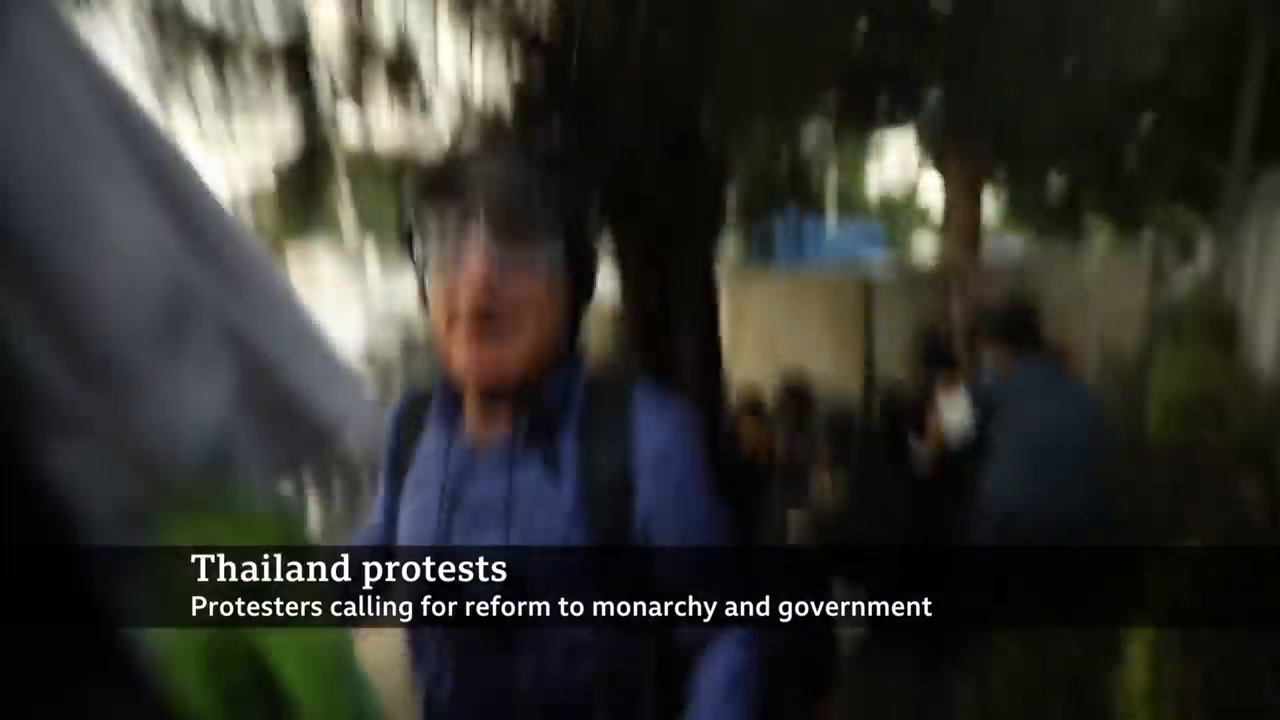 Thailand protests
Protesters calling for reform to monarchy and government